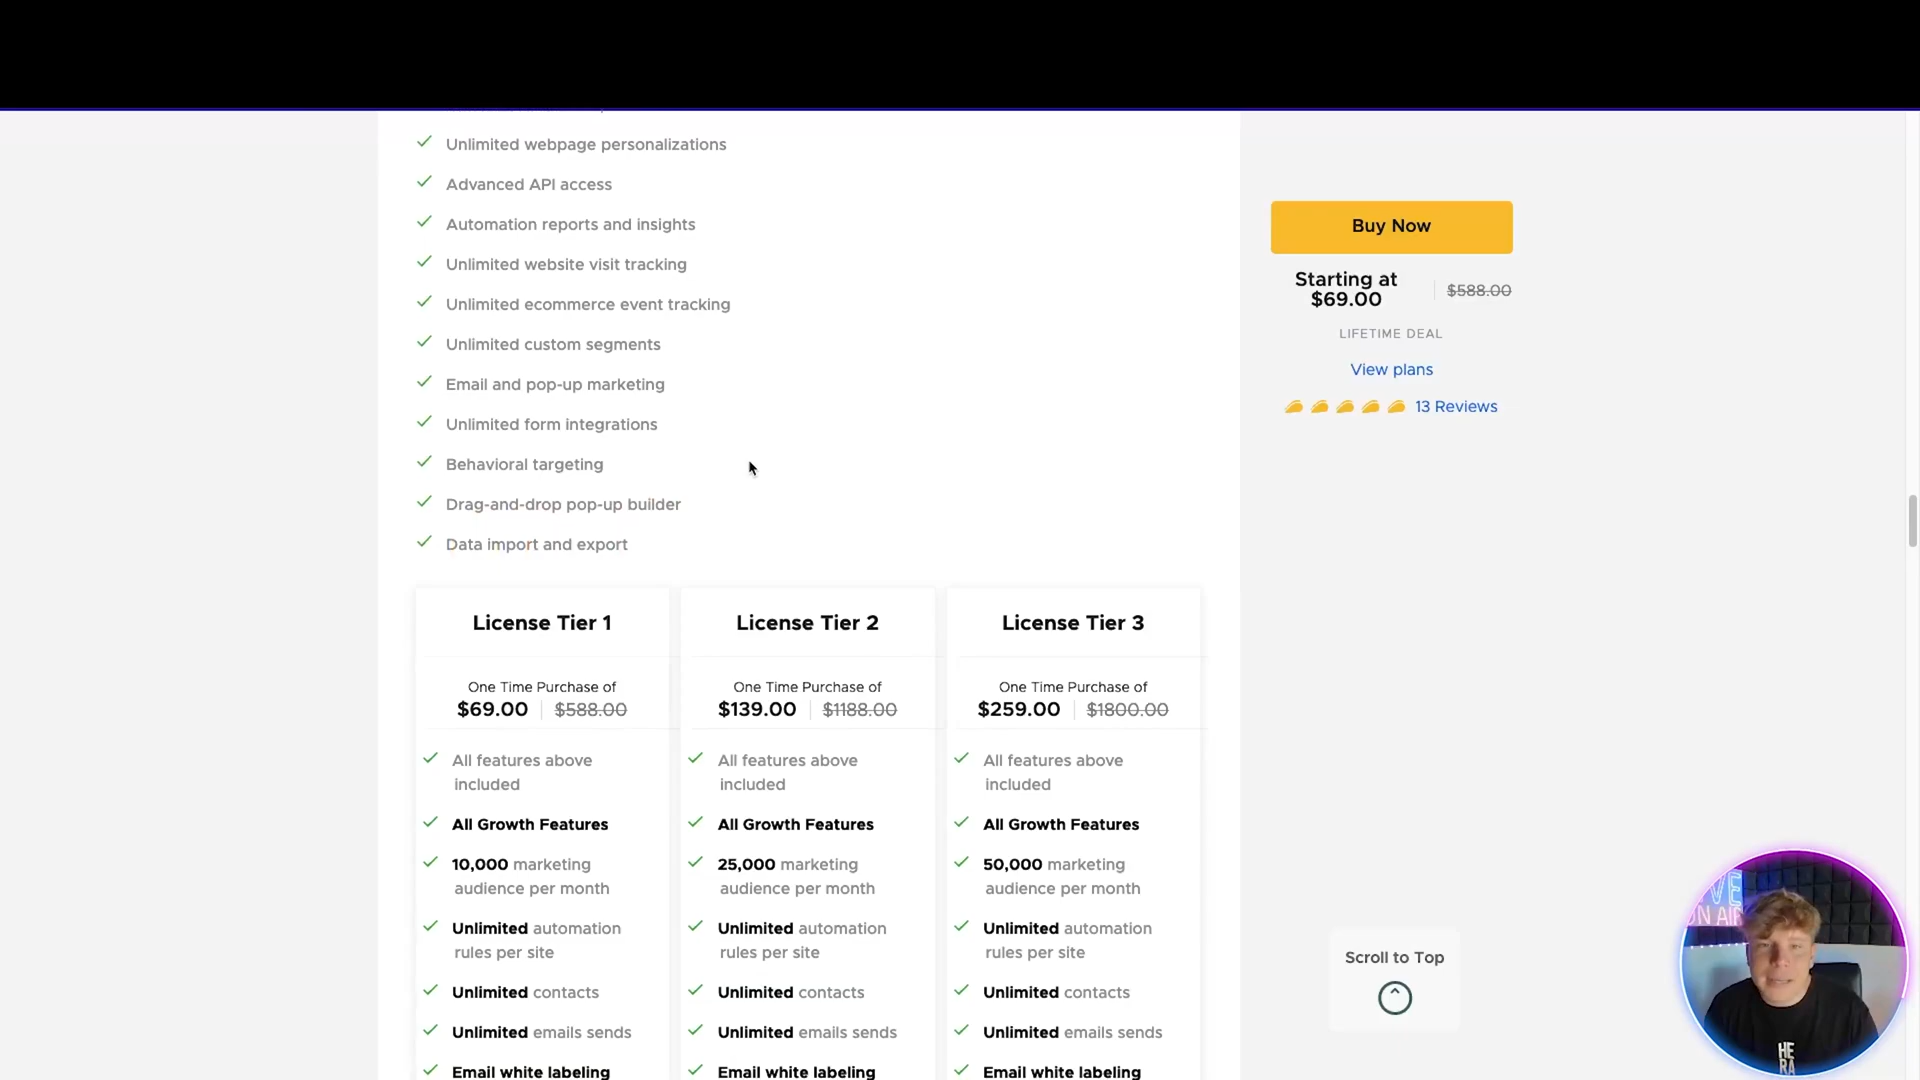 Unlimited webpage personalizations
Advanced API access
Automation reports and insights
Unlimited website visit tracking
Unlimited ecommerce event tracking
Unlimited custom segments
Email and pop-up marketing
Unlimited form integrations
Behavioral targeting
Drag-and-drop pop-up builder
Data import and export
Buy Now
Starting at
$69.00
$588.00
LIFETIME DEAL
View plans
13 Reviews
License Tier 1
One Time Purchase of
$69.00 $588.00
All features above
included
All Growth Features
10,000 marketing
audience per month
Unlimited automation
rules per site
Unlimited contacts
Unlimited emails sends
Email white labeling
License Tier 2
One Time Purchase of
$139.00 $1188.00
All features above
included
All Growth Features
25,000 marketing
audience per month
Unlimited automation
rules per site
Unlimited contacts
Unlimited emails sends
Email white labeling
License Tier 3
One Time Purchase of
$259.00 $1800.00
All features above
included
All Growth Features
50,000 marketing
audience per month
Unlimited automation
rules per site
Unlimited contacts
Unlimited emails sends
Email white labeling
Scroll to Top
VE
ON AIR
HE
RA